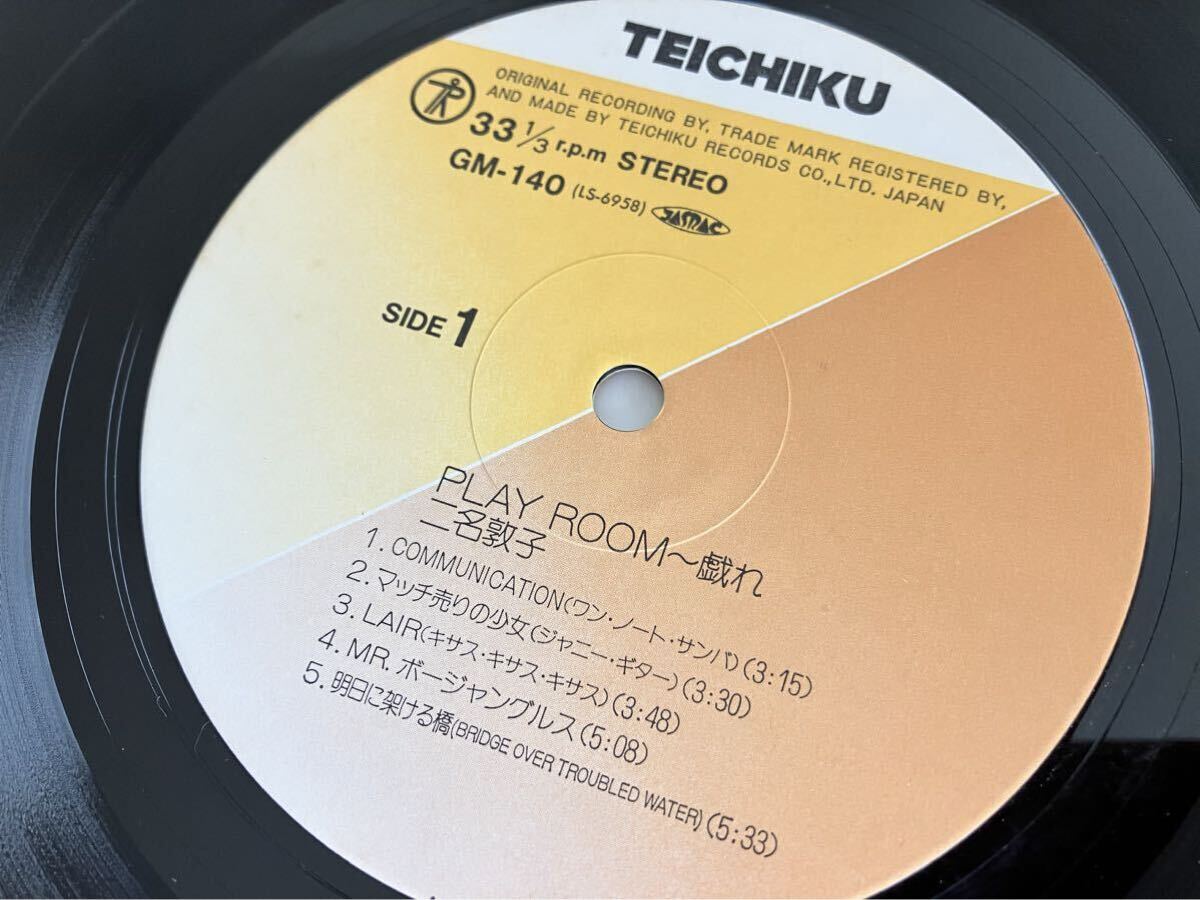 TEICHIKU
ORIGINAL RECORDING BY, TRADE MARK REGISTERED BY,
AND MADE BY TEICHIKU RECORDS CO.,LTD. JAPAN
33 1/3 r.p.m STEREO
GM-140 (LS-6958) JASRAC
SIDE 1
PLAY ROOM〜戯れ
二名敦子
1. COMMUNICATION(ワン・ノート・サンバ)(3:15)
2. マッチ売りの少女(ジャニー・ギター)(3:30)
3. LAIR(キサス・キサス・キサス)(3:48)
4. MR. ボージャングルス(5:08)
5. 明日に架ける橋(BRIDGE OVER TROUBLED WATER)(5:33)